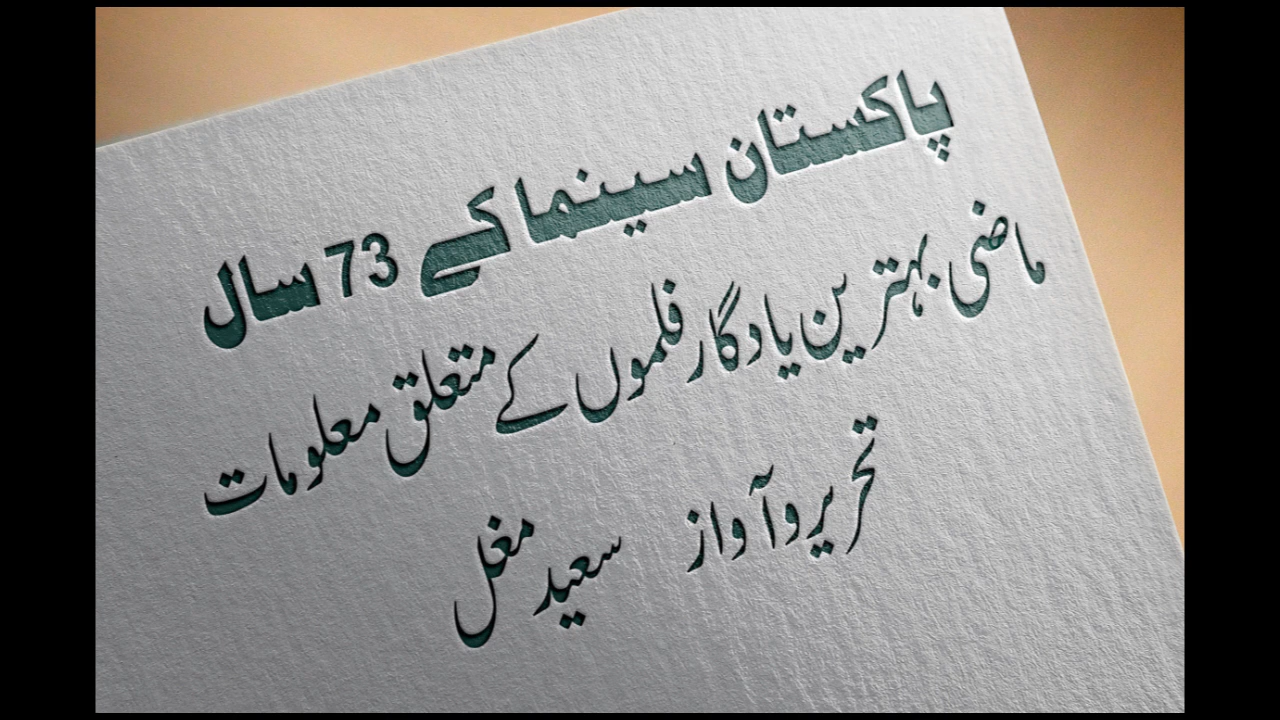 پاکستان سینما کے 73 سال
ماضی بہترین یادگار فلموں کے متعلق معلومات
تحریر و آواز سعید مغل